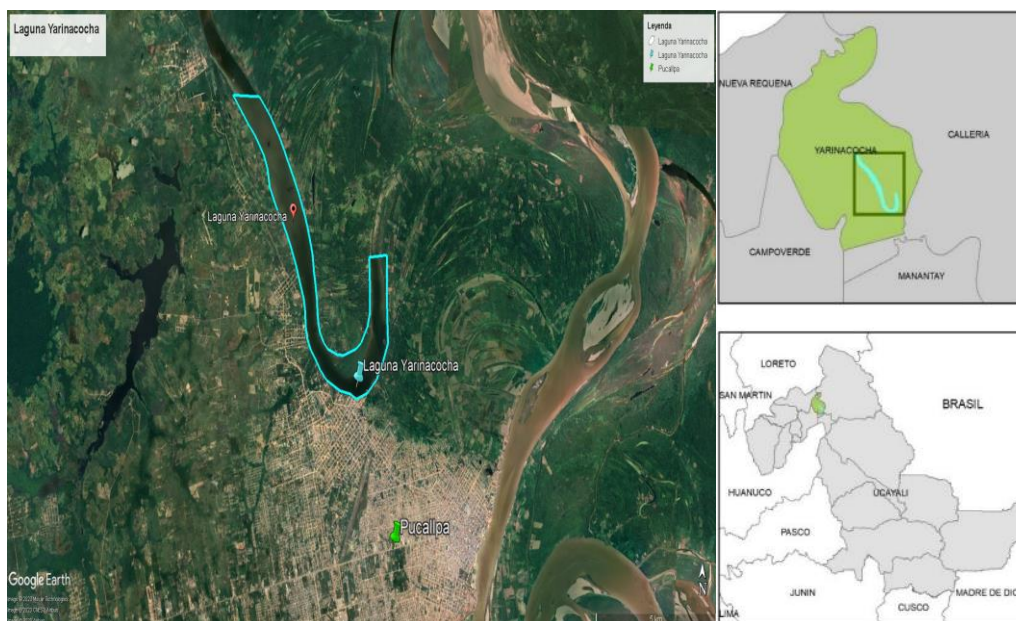 Laguna Yarinacocha
Leyenda
Laguna Yarinacocha
Laguna Yarinacocha
Pucallpa
Laguna Yarinacocha
Laguna Yarinacocha
Pucallpa
Google Earth
N
NUEVA REQUENA
YARINACOCHA
CALLERIA
CAMPOVERDE
MANANTAY
LORETO
SAN MARTIN
BRASIL
HUANUCO
UCAYALI
PASCO
JUNIN
MADRE DE DIO
LIMA
CUSCO